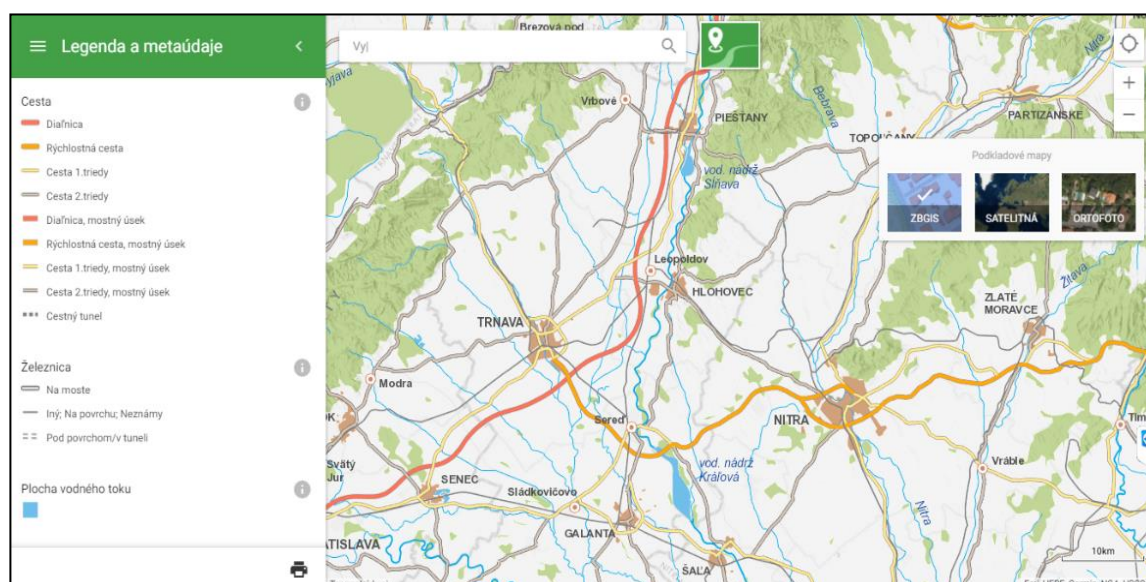 Legenda a metaúdaje
Cesta
Diaľnica
Rýchlostná cesta
Cesta 1.triedy
Cesta 2.triedy
Diaľnica, mostný úsek
Rýchlostná cesta, mostný úsek
Cesta 1.triedy, mostný úsek
Cesta 2.triedy, mostný úsek
Cestný tunel
Železnica
Na moste
Iný; Na povrchu; Neznámy
Pod povrchom/v tuneli
Plocha vodného toku
Vyj
Brezová pod
Nitra
Vrbové
PIEŠŤANY
Bebrava
PARTIZÁNSKE
TOPOĽČANY
vod. nádrž
Sĺňava
Podkladové mapy
ZBGIS
SATELITNÁ
ORTOFOTO
Leopoldov
HLOHOVEC
Žitava
ZLATÉ
MORAVCE
TRNAVA
Modra
Sereď
NITRA
Svätý
Jur
SENEC
vod. nádrž
Kráľová
Vráble
Sládkovičovo
Nitra
GALANTA
ATISLAVA
ŠAĽA
10km